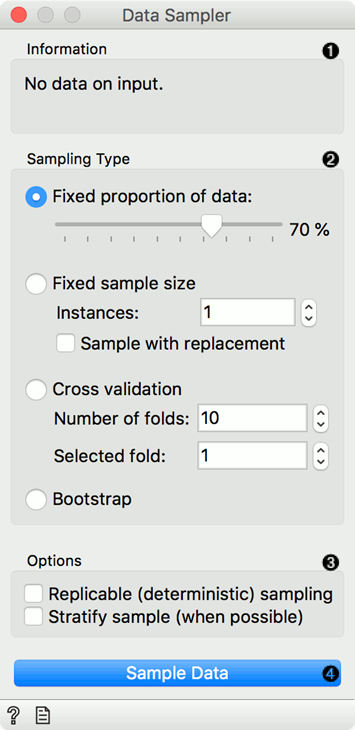 Data Sampler
Information ❶
No data on input.
Sampling Type ❷
Fixed proportion of data:
70 %
Fixed sample size
Instances: 1
Sample with replacement
Cross validation
Number of folds: 10
Selected fold: 1
Bootstrap
Options ❸
Replicable (deterministic) sampling
Stratify sample (when possible)
Sample Data ❹
?